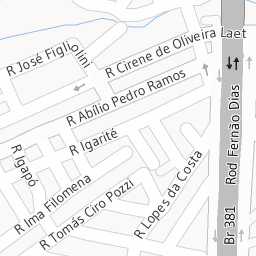 R José Figliolini
R Cirene de Oliveira Laet
R Abílio Pedro Ramos
R Igarité
R Igapó
R Ima Filomena
R Tomás Ciro Pozzi
R Lopes da Costa
Rod Fernão Dias
Br 381